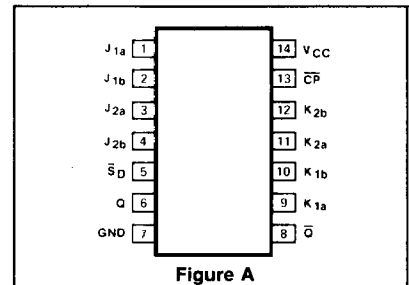 J1a 1 14 VCC
J1b 2 13 C̅P̅
J2a 3 12 K2b
J2b 4 11 K2a
S̅D 5 10 K1b
Q 6 9 K1a
GND 7 8 Q̅
Figure A